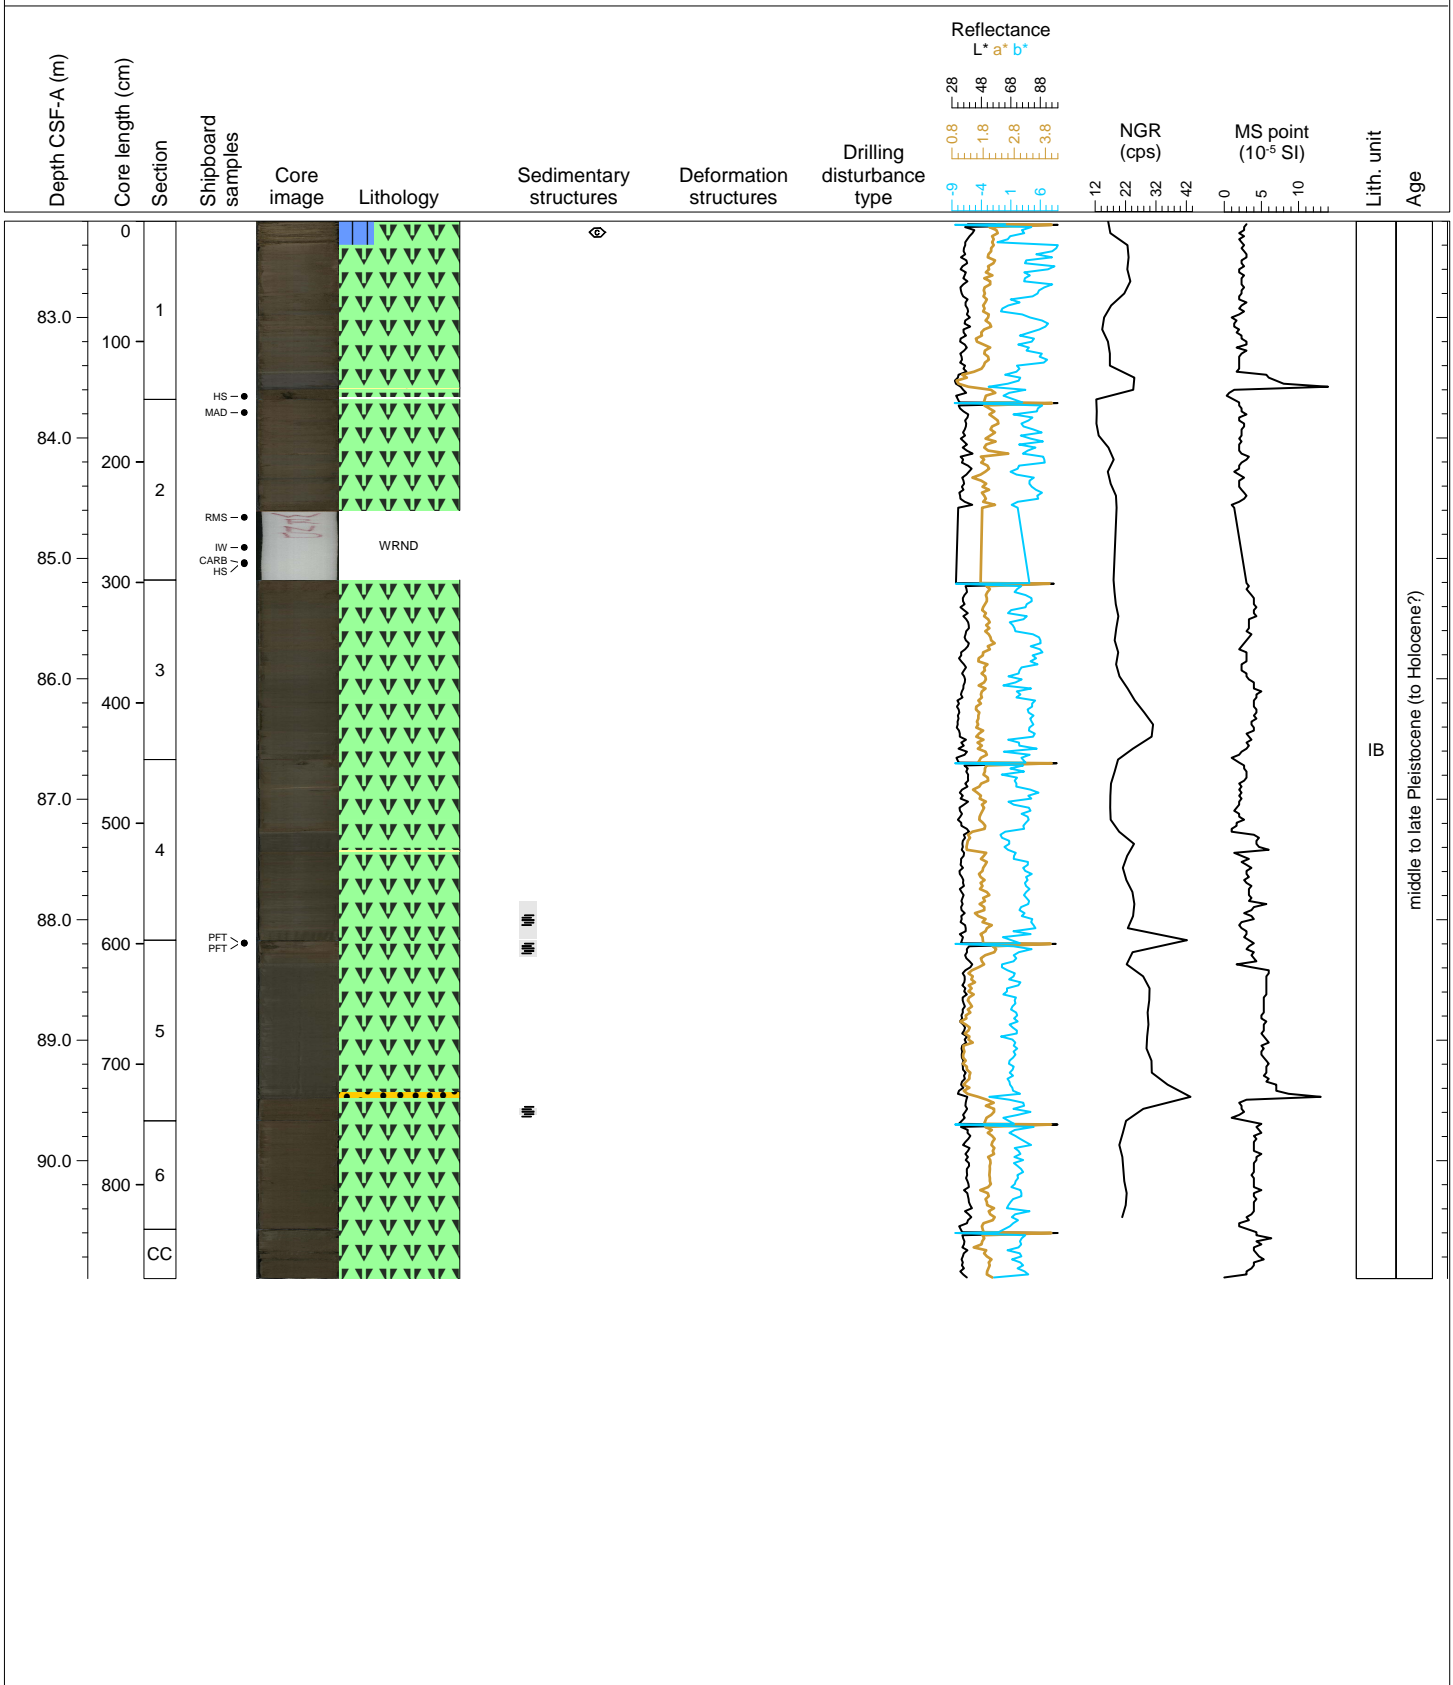 Depth CSF-A (m)
Core length (cm)
Section
Shipboard
samples
Core
image
Lithology
Sedimentary
structures
Deformation
structures
Drilling
disturbance
type
Reflectance
L* a* b*
28 48 68 88
0.8 1.8 2.8 3.8
-9 -4 1 6
NGR
(cps)
12 22 32 42
MS point
(10⁻⁵ SI)
0 5 10
Lith. unit
Age
0
c
1
83.0
100
HS
MAD
84.0
200
2
RMS
IW
WRND
85.0
CARB
HS
300
3
86.0
400
IB
middle to late Pleistocene (to Holocene?)
87.0
500
4
88.0
PFT
600
PFT
5
89.0
700
90.0
6
800
CC